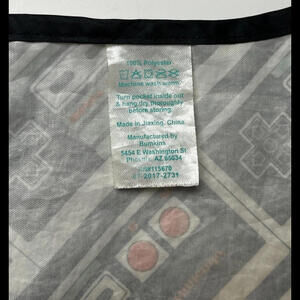 100% Polyester
Machine wash warm
Turn pocket inside out
& hang dry thoroughly
before storing.
Made in Jiaxing, China
Manufactured by
Bumkins
5454 E Washington St
Phoenix, AZ 85034